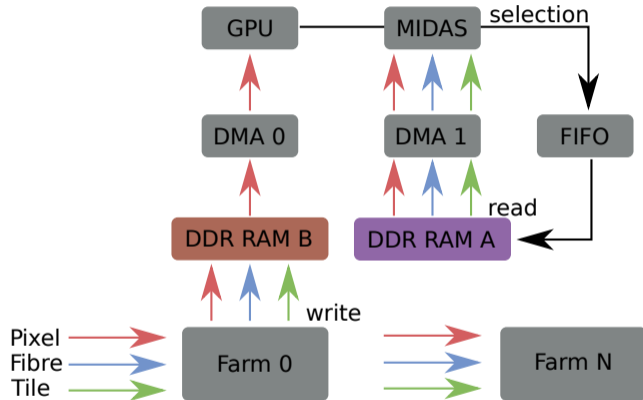 selection
GPU
MIDAS
DMA 0
DMA 1
FIFO
read
DDR RAM B
DDR RAM A
write
Pixel
Fibre
Tile
Farm 0
Farm N